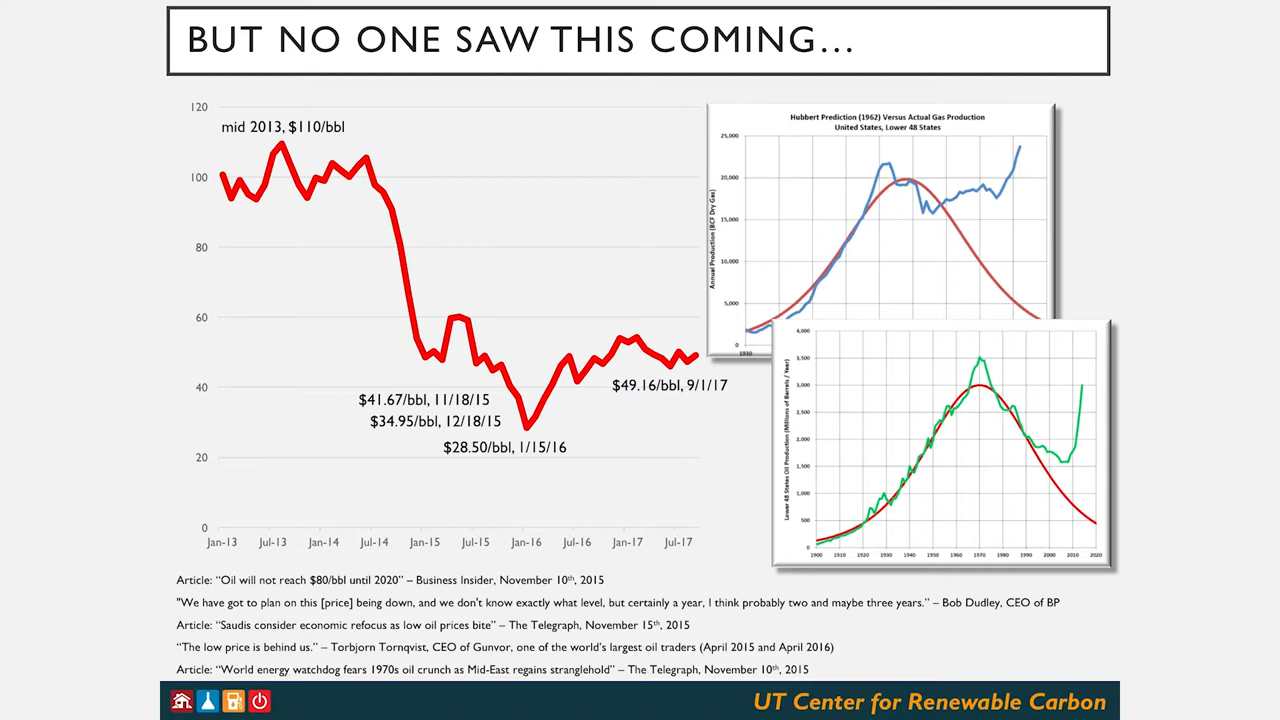 BUT NO ONE SAW THIS COMING…
120
100
80
60
40
20
0
mid 2013, $110/bbl
$41.67/bbl, 11/18/15
$34.95/bbl, 12/18/15
$28.50/bbl, 1/15/16
$49.16/bbl, 9/1/17
Jan-13 Jul-13 Jan-14 Jul-14 Jan-15 Jul-15 Jan-16 Jul-16 Jan-17 Jul-17
Hubbert Prediction (1962) Versus Actual Gas Production
United States, Lower 48 States
Annual Production (BCF Dry Gas)
25,000
20,000
15,000
10,000
5,000
0
1930
Lower 48 States Oil Production (Millions of Barrels / Year)
4,000
3,500
3,000
2,500
2,000
1,500
1,000
500
0
1900 1910 1920 1930 1940 1950 1960 1970 1980 1990 2000 2010 2020
Article: “Oil will not reach $80/bbl until 2020” – Business Insider, November 10th, 2015
"We have got to plan on this [price] being down, and we don’t know exactly what level, but certainly a year, I think probably two and maybe three years.” – Bob Dudley, CEO of BP
Article: “Saudis consider economic refocus as low oil prices bite” – The Telegraph, November 15th, 2015
“The low price is behind us.” – Torbjorn Tornqvist, CEO of Gunvor, one of the world’s largest oil traders (April 2015 and April 2016)
Article: “World energy watchdog fears 1970s oil crunch as Mid-East regains stranglehold” – The Telegraph, November 10th, 2015
UT Center for Renewable Carbon